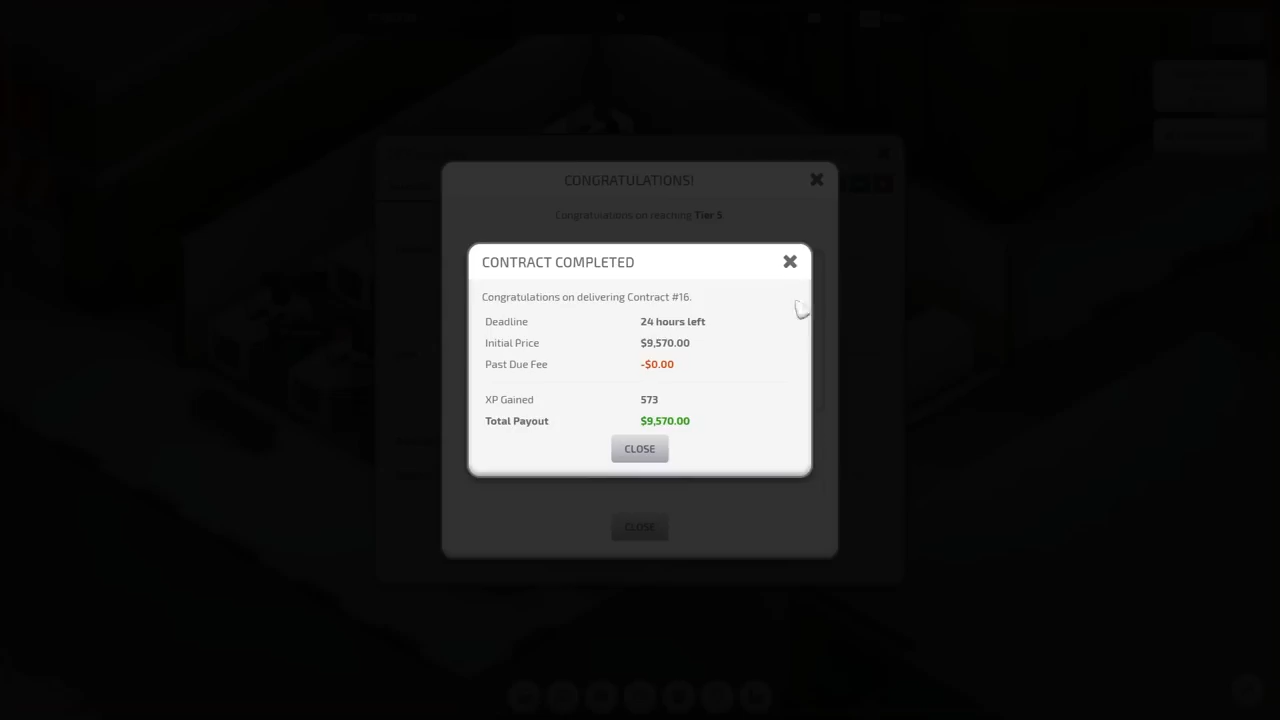 CONGRATULATIONS!
Congratulations on reaching Tier 5
CONTRACT COMPLETED
Congratulations on delivering Contract #16.
Deadline 24 hours left
Initial Price $9,570.00
Past Due Fee -$0.00
XP Gained 573
Total Payout $9,570.00
CLOSE
CLOSE